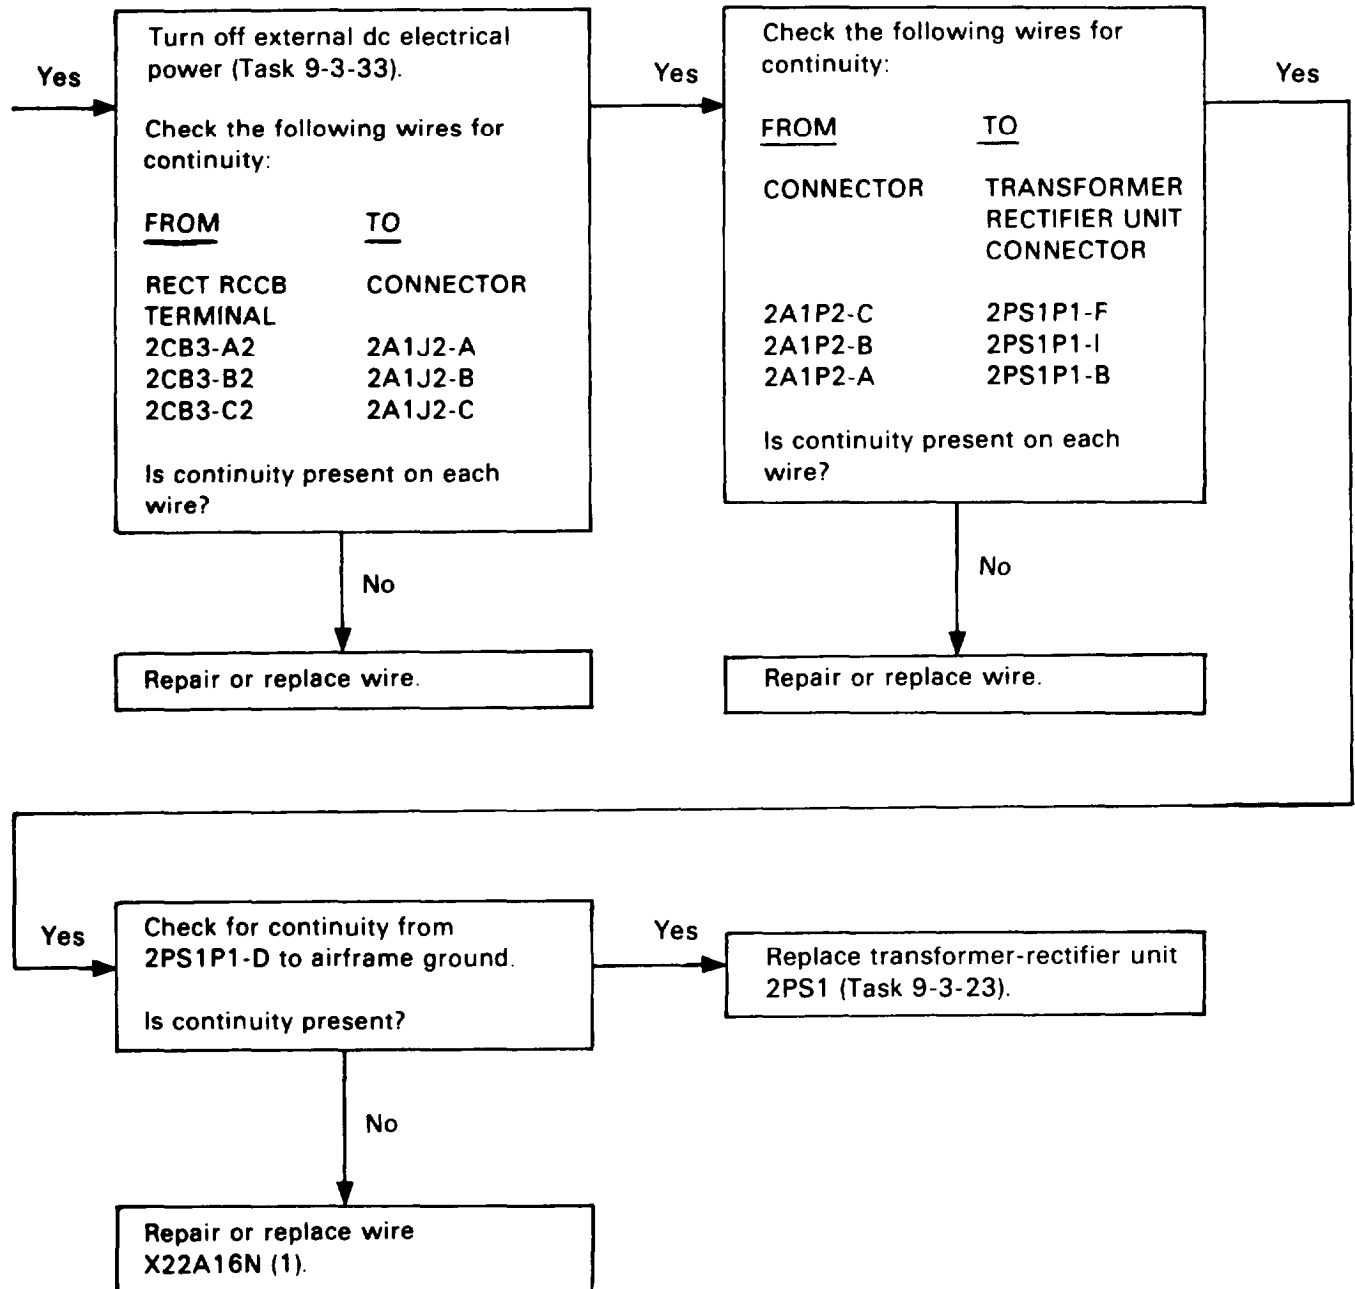 Yes
Turn off external dc electrical
power (Task 9-3-33).
Check the following wires for
continuity:
FROM TO
RECT RCCB CONNECTOR
TERMINAL
2CB3-A2 2A1J2-A
2CB3-B2 2A1J2-B
2CB3-C2 2A1J2-C
Is continuity present on each
wire?
No
Repair or replace wire.
Yes
Check the following wires for
continuity:
FROM TO
CONNECTOR TRANSFORMER
RECTIFIER UNIT
CONNECTOR
2A1P2-C 2PS1P1-F
2A1P2-B 2PS1P1-I
2A1P2-A 2PS1P1-B
Is continuity present on each
wire?
No
Repair or replace wire.
Yes
Yes
Check for continuity from
2PS1P1-D to airframe ground.
Is continuity present?
No
Repair or replace wire
X22A16N (1).
Yes
Replace transformer-rectifier unit
2PS1 (Task 9-3-23).